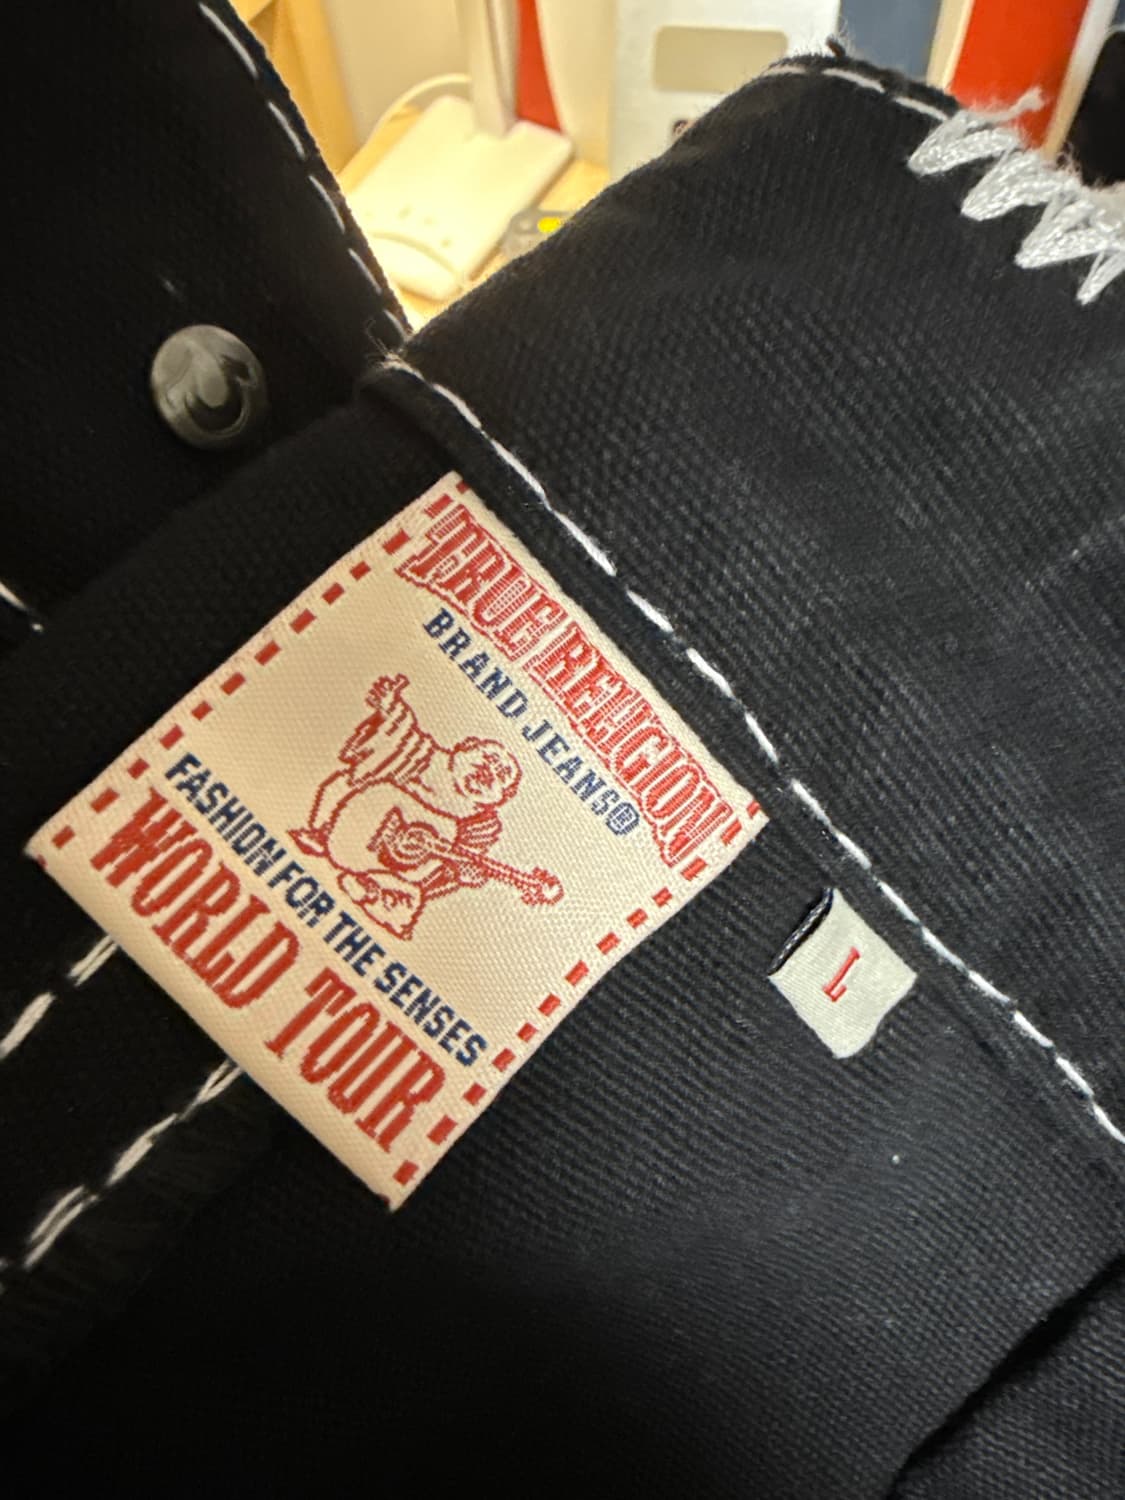 TRUE RELIGION
BRAND JEANS®
FASHION FOR THE SENSES
WORLD TOUR
L